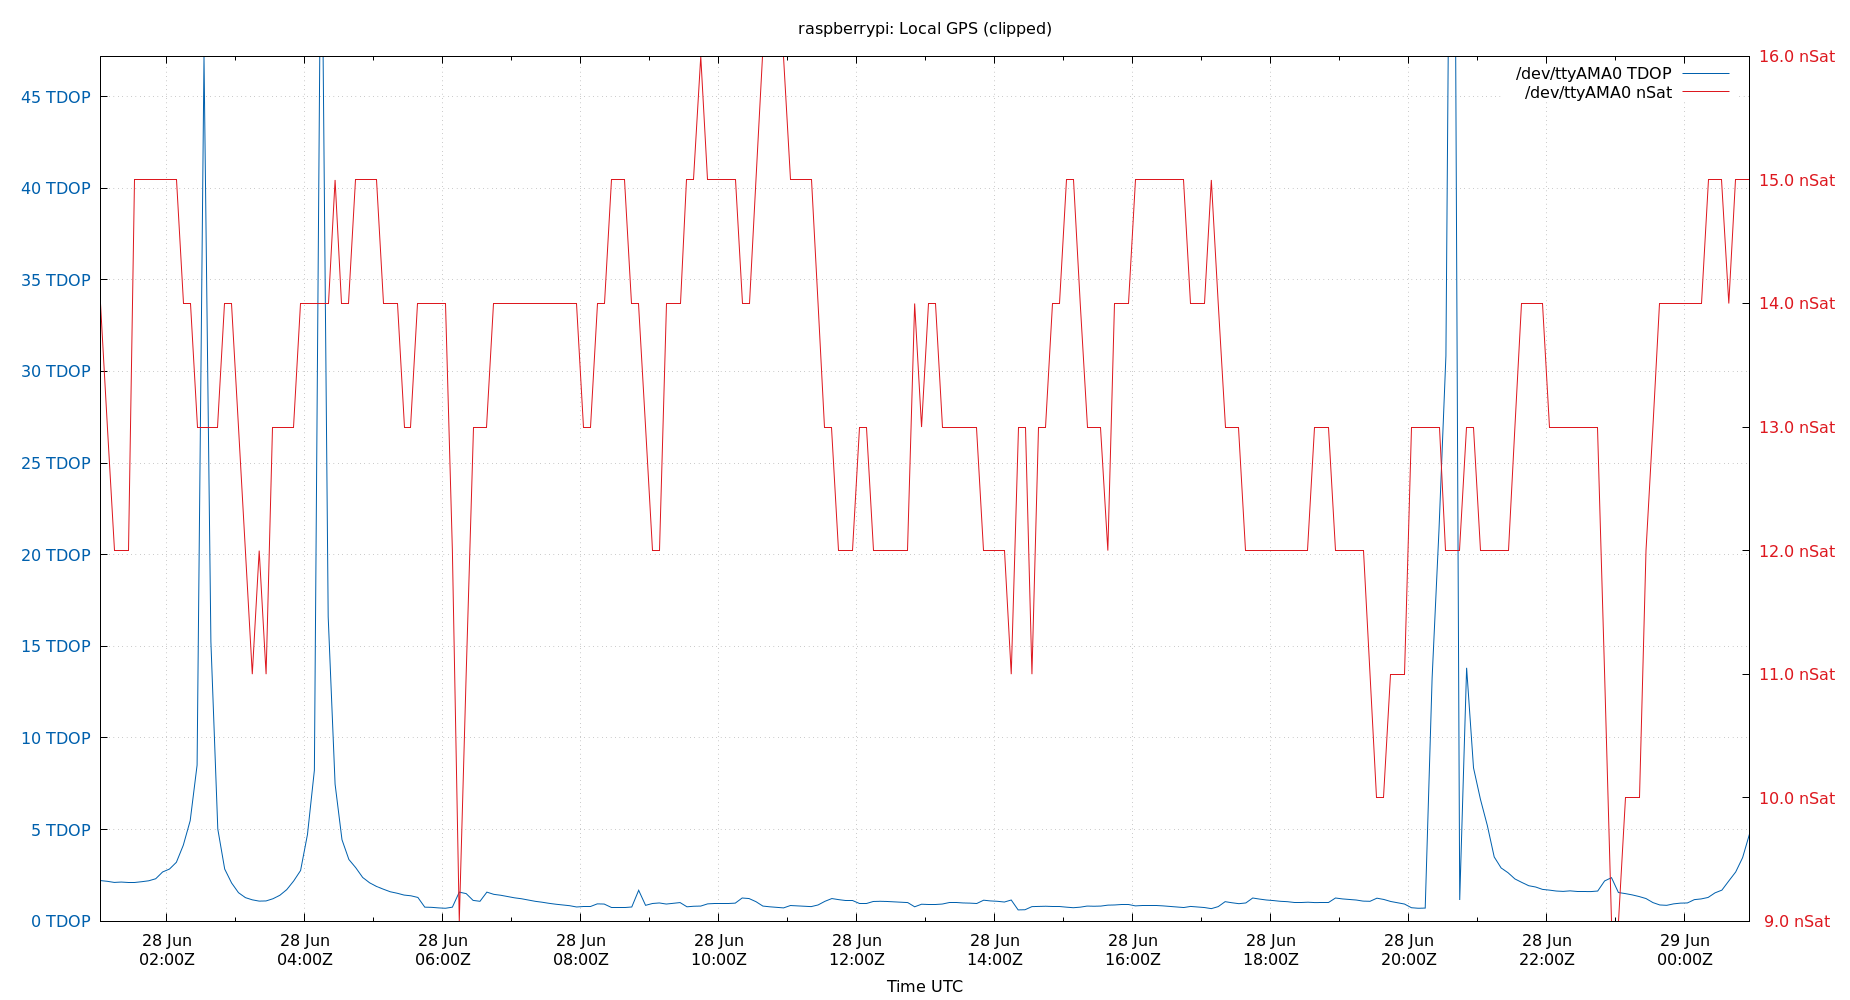 raspberrypi: Local GPS (clipped)
/dev/ttyAMA0 TDOP
/dev/ttyAMA0 nSat
45 TDOP
40 TDOP
35 TDOP
30 TDOP
25 TDOP
20 TDOP
15 TDOP
10 TDOP
5 TDOP
0 TDOP
16.0 nSat
15.0 nSat
14.0 nSat
13.0 nSat
12.0 nSat
11.0 nSat
10.0 nSat
9.0 nSat
28 Jun 28 Jun 28 Jun 28 Jun 28 Jun 28 Jun 28 Jun 28 Jun 28 Jun 28 Jun 28 Jun 29 Jun
02:00Z 04:00Z 06:00Z 08:00Z 10:00Z 12:00Z 14:00Z 16:00Z 18:00Z 20:00Z 22:00Z 00:00Z
Time UTC